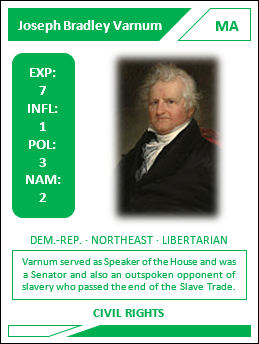 Joseph Bradley Varnum
MA
EXP:
7
INFL:
1
POL:
3
NAM:
2
DEM.-REP. · NORTHEAST · LIBERTARIAN
Varnum served as Speaker of the House and was
a Senator and also an outspoken opponent of
slavery who passed the end of the Slave Trade.
CIVIL RIGHTS